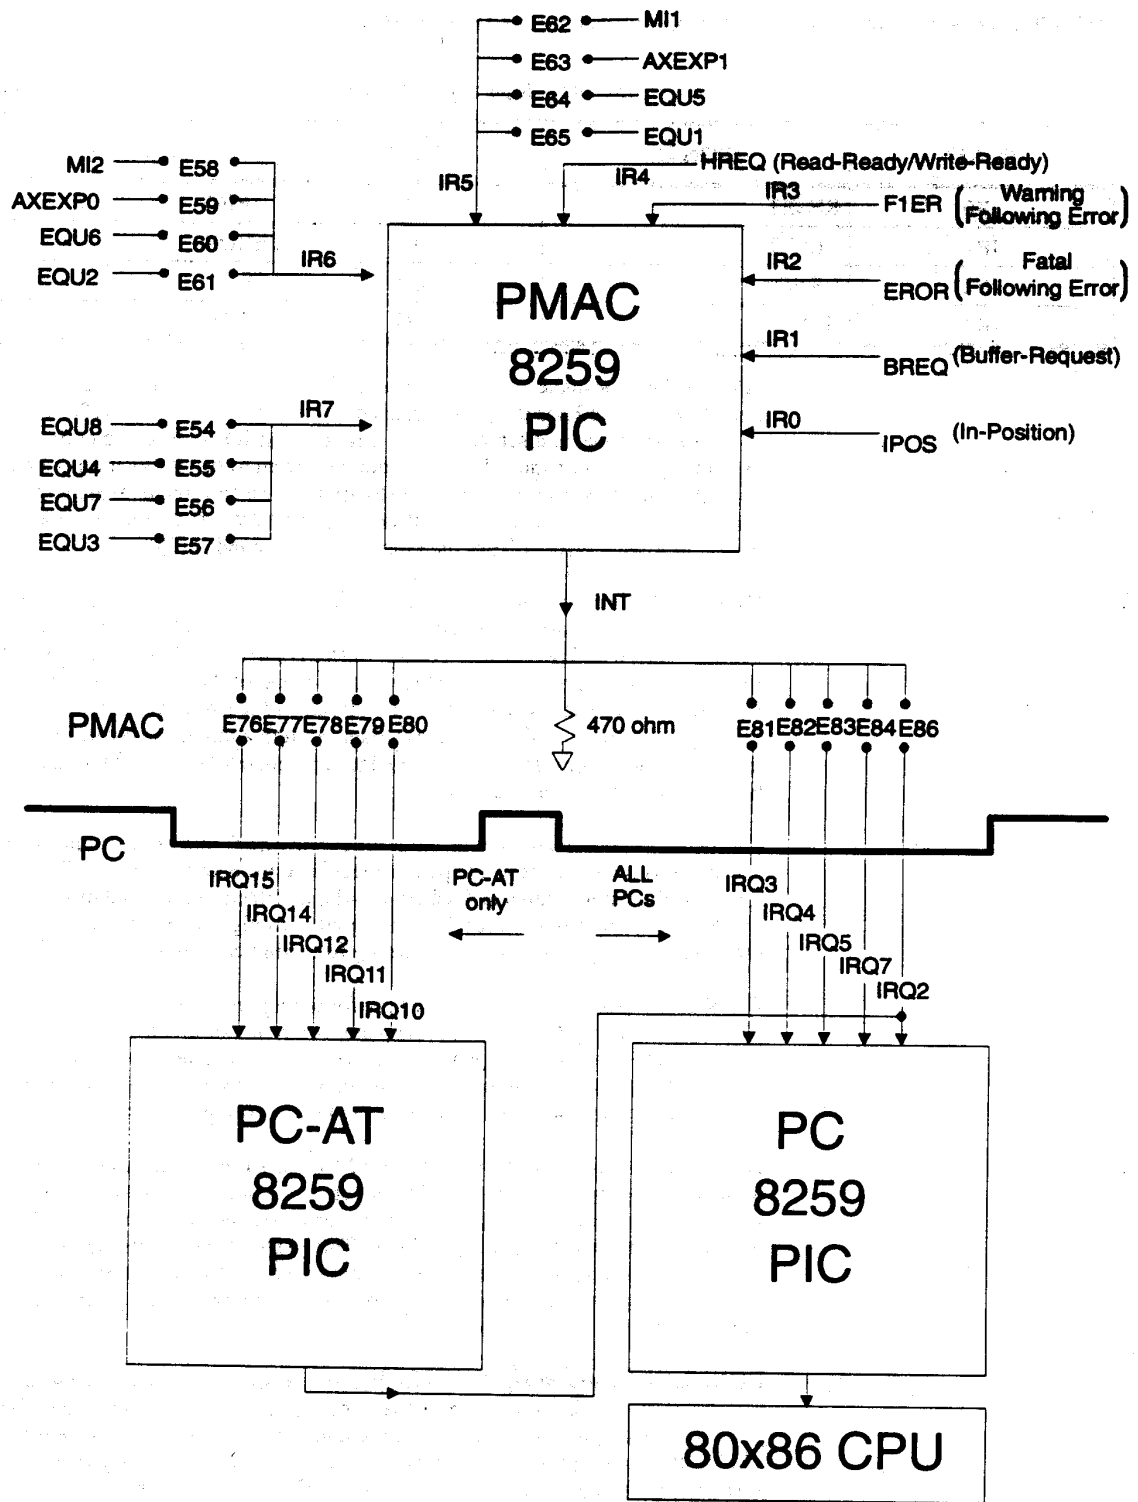 E62 MI1
E63 AXEXP1
E64 EQU5
E65 EQU1
HREQ (Read-Ready/Write-Ready)
IR5
IR4
IR3
F1ER (Warning
Following Error)
MI2 E58
AXEXP0 E59
EQU6 E60
EQU2 E61
IR6
IR2
EROR (Fatal
Following Error)
PMAC
8259
PIC
IR1
BREQ (Buffer-Request)
IR0
IPOS (In-Position)
IR7
EQU8 E54
EQU4 E55
EQU7 E56
EQU3 E57
INT
PMAC
E76 E77 E78 E79 E80
470 ohm
E81 E82 E83 E84 E86
PC
IRQ15
IRQ14
IRQ12
IRQ11
IRQ10
PC-AT
only
ALL
PCs
IRQ3
IRQ4
IRQ5
IRQ7
IRQ2
PC-AT
8259
PIC
PC
8259
PIC
80x86 CPU